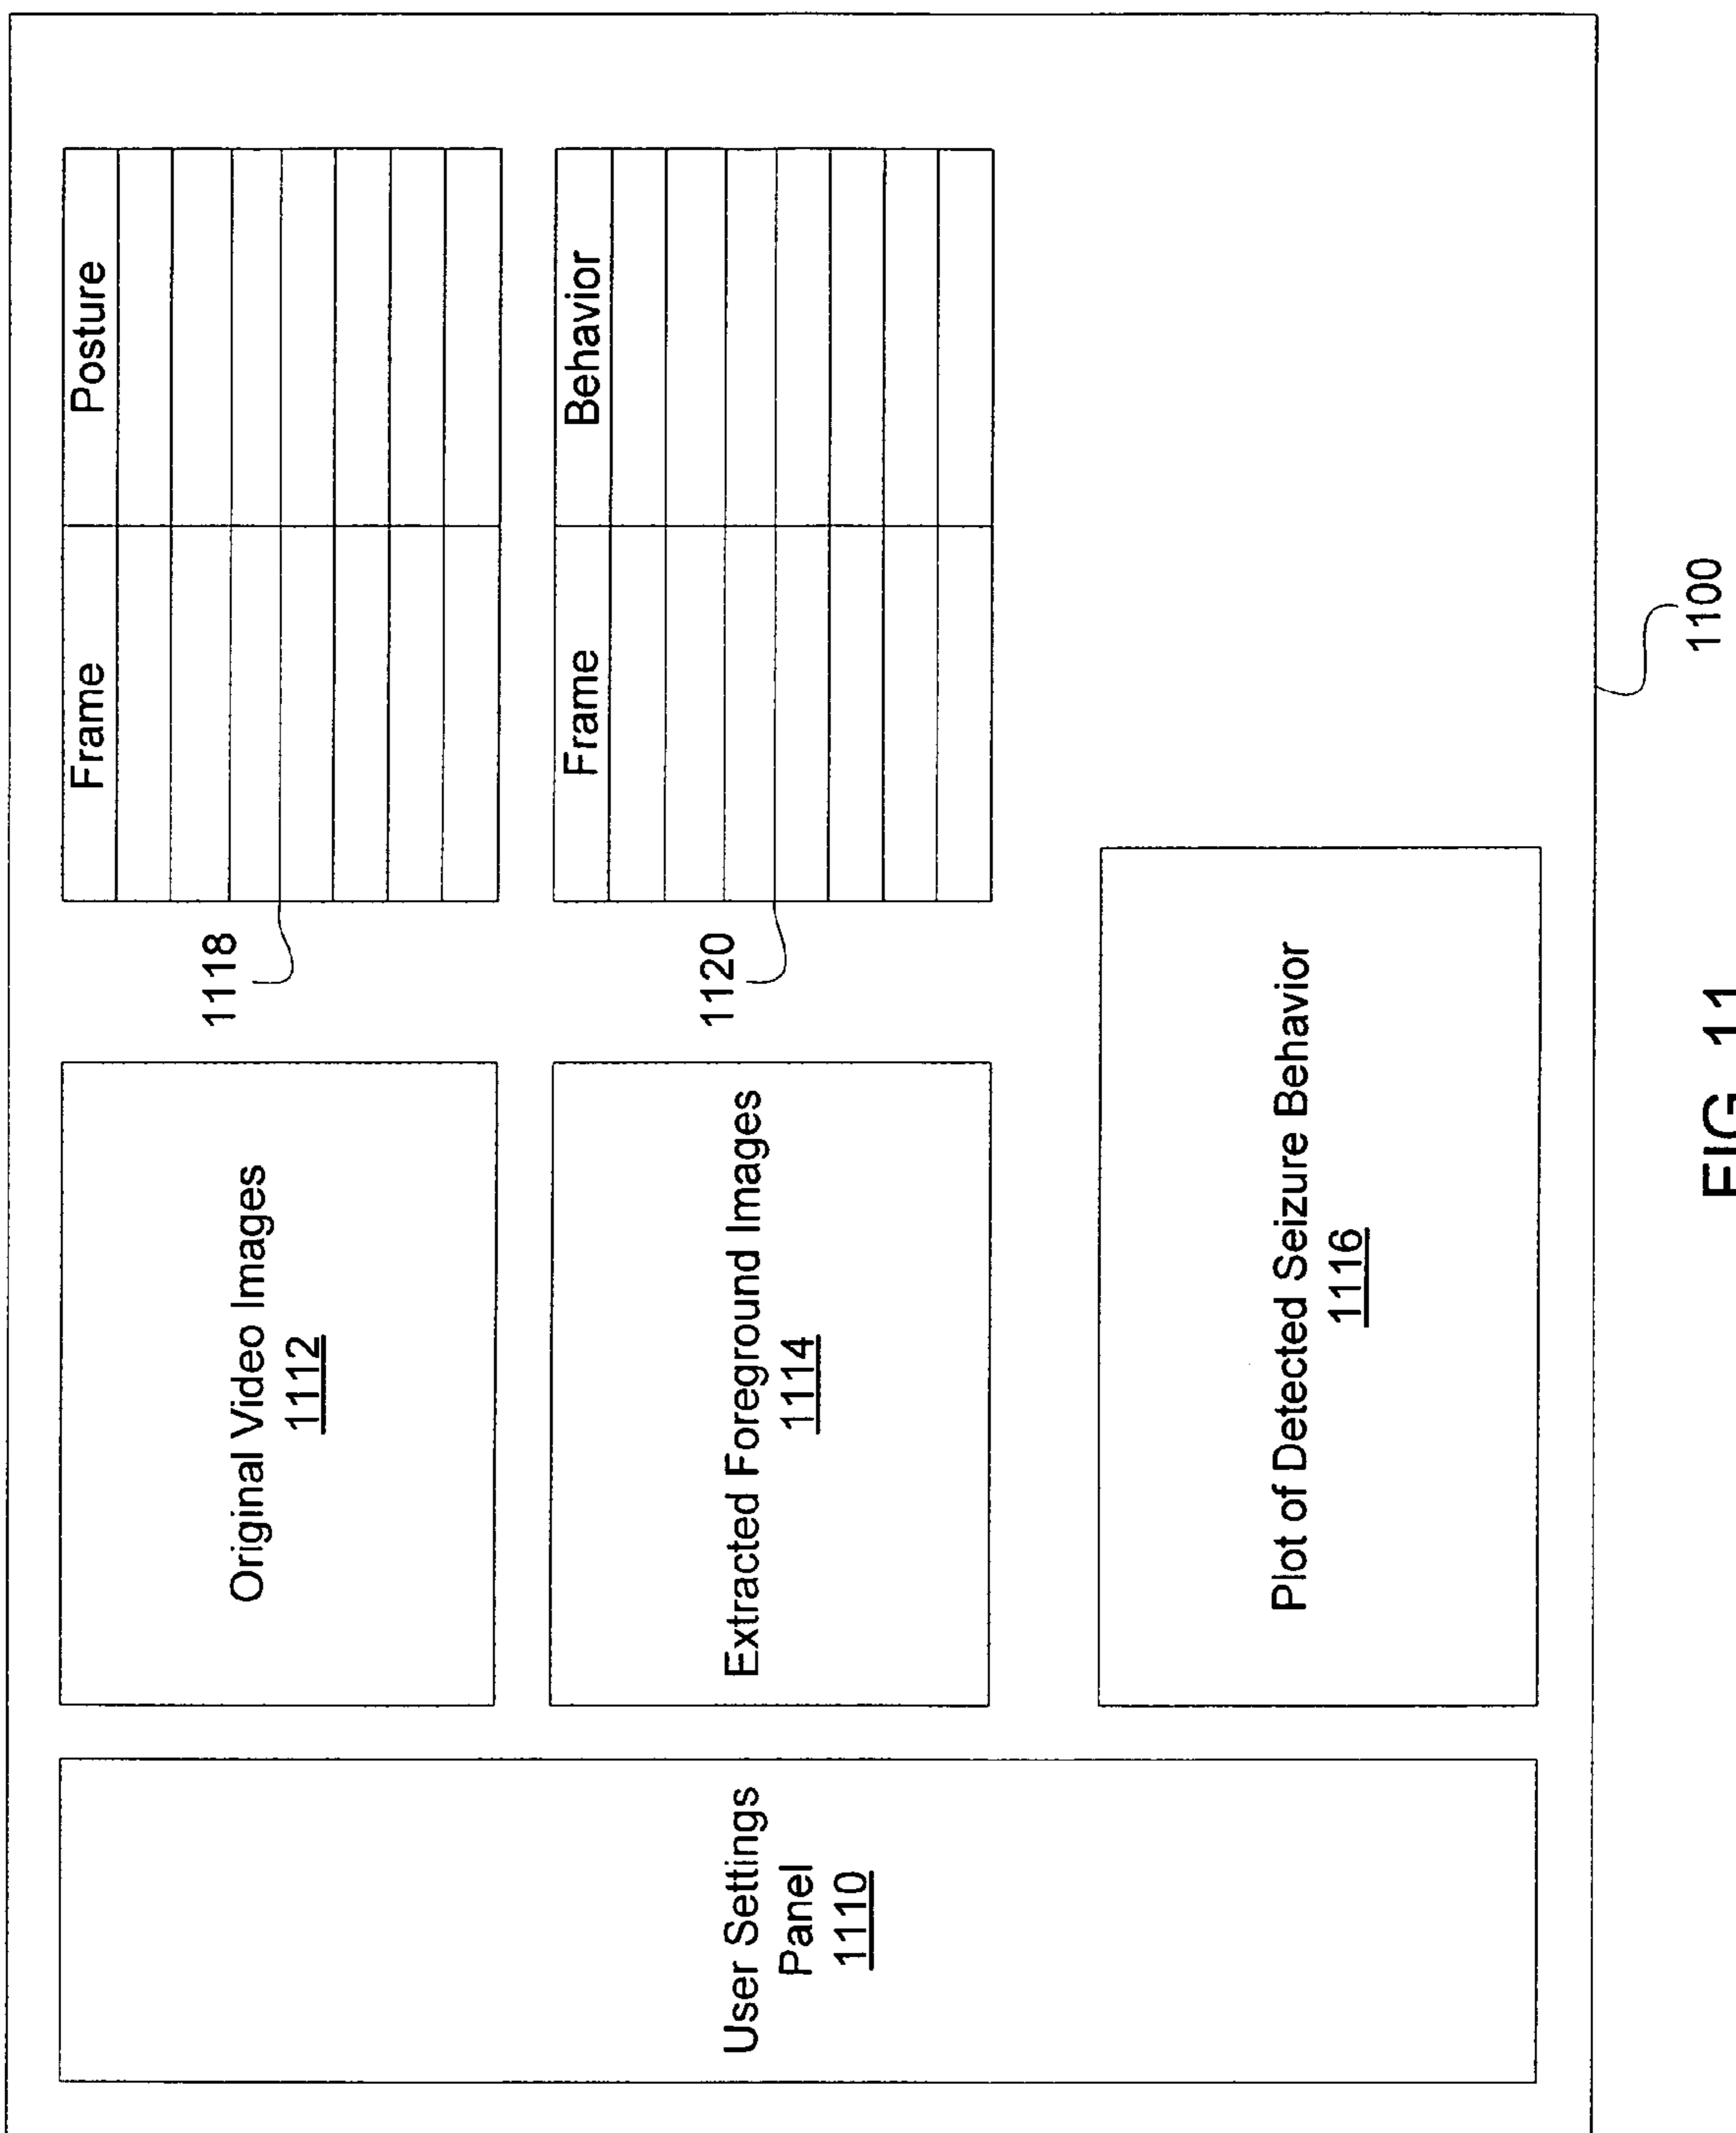 User Settings
Panel
1110
Original Video Images
1112
1118
Frame Posture
Extracted Foreground Images
1114
1120
Frame Behavior
Plot of Detected Seizure Behavior
1116
1100
FIG. 11